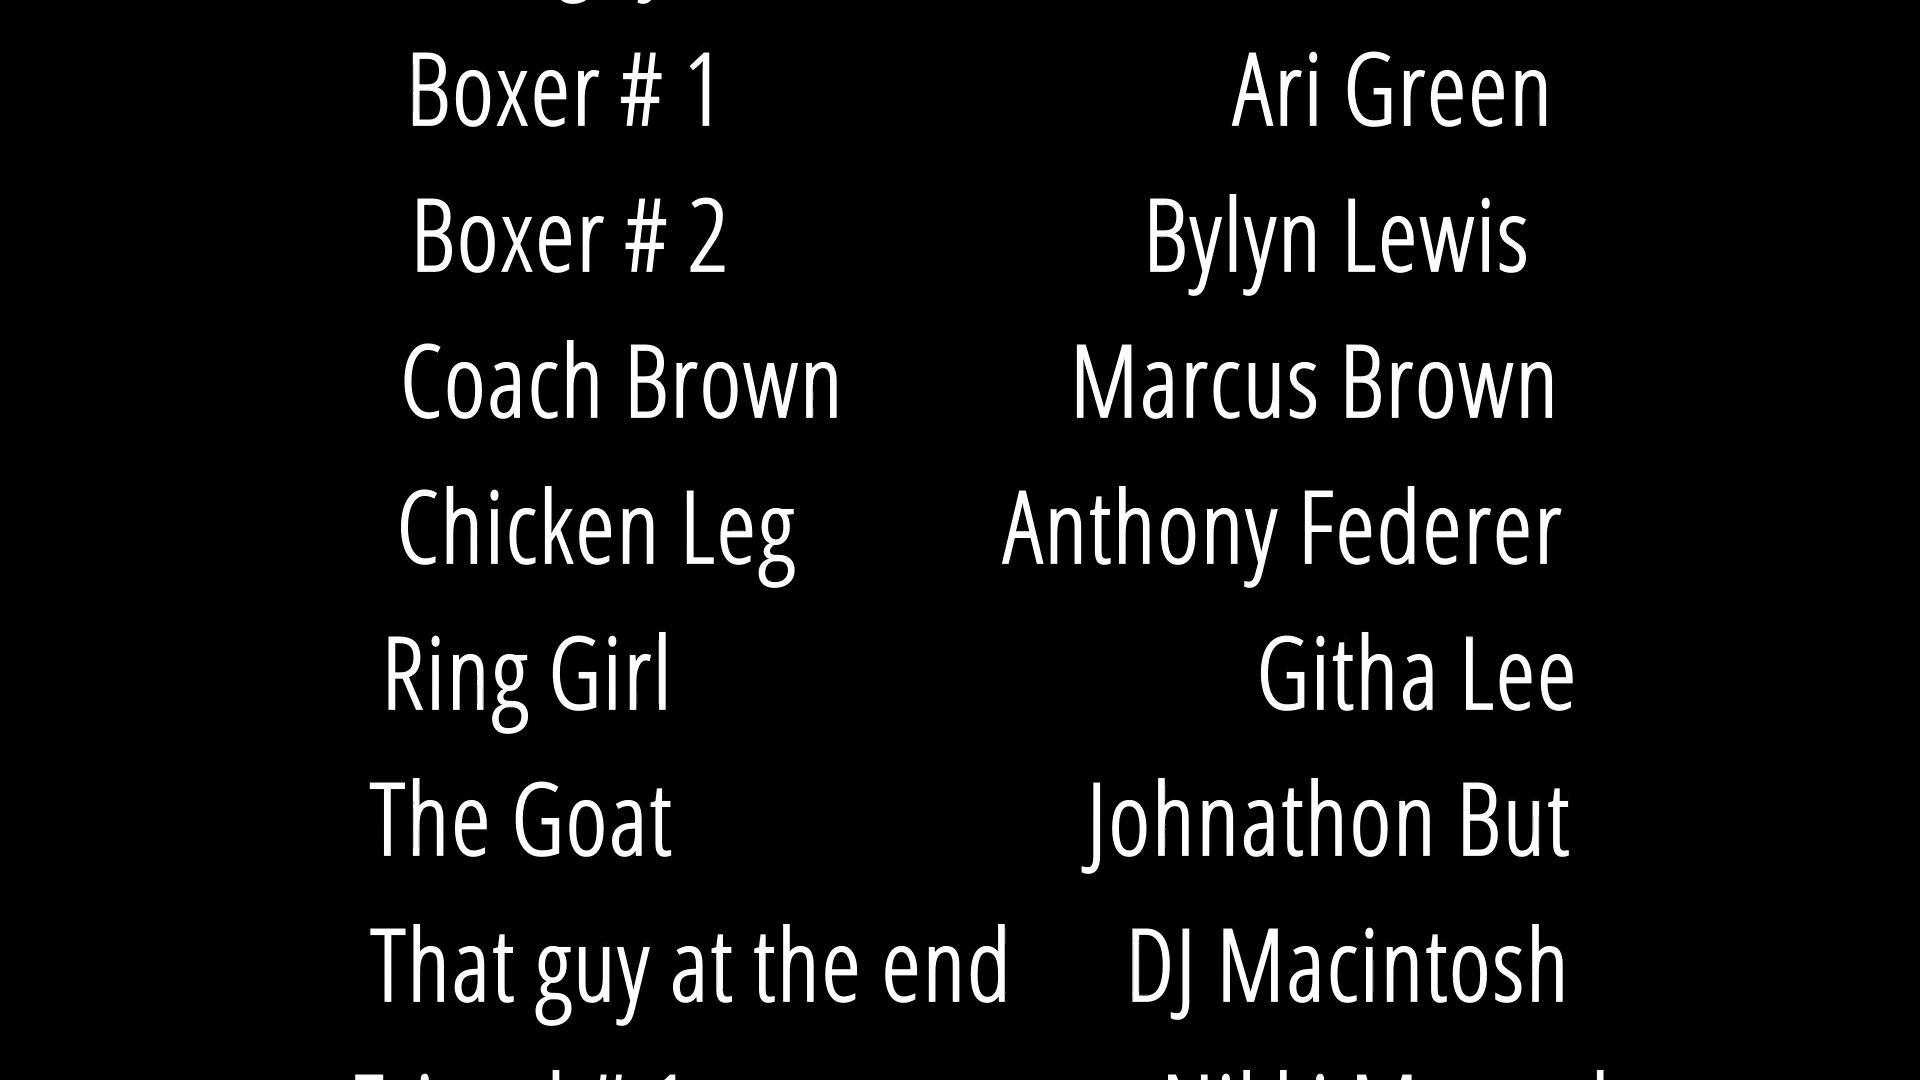 Boxer # 1 Ari Green
Boxer # 2 Bylyn Lewis
Coach Brown Marcus Brown
Chicken Leg Anthony Federer
Ring Girl Githa Lee
The Goat Johnathon But
That guy at the end DJ Macintosh